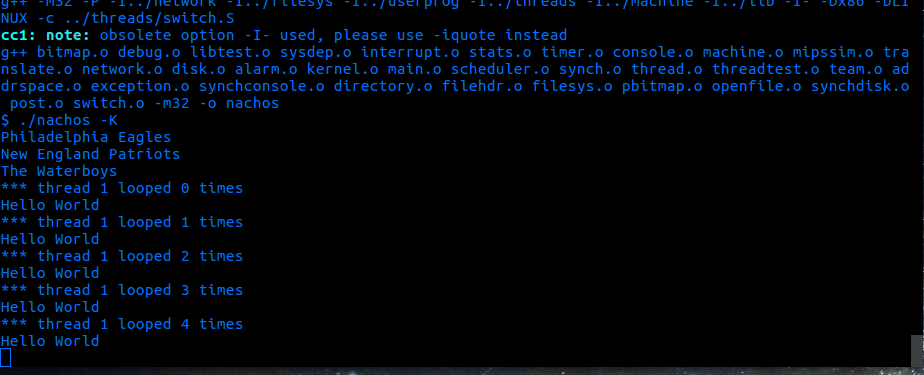 g++ -m32 -P -I../network -I../filesys -I../userprog -I../threads -I../machine -I../lib -I- -Dx86 -DLI
NUX -c ../threads/switch.S
cc1: note: obsolete option -I- used, please use -iquote instead
g++ bitmap.o debug.o libtest.o sysdep.o interrupt.o stats.o timer.o console.o machine.o mipssim.o tra
nslate.o network.o disk.o alarm.o kernel.o main.o scheduler.o synch.o thread.o threadtest.o team.o ad
drspace.o exception.o synchconsole.o directory.o filehdr.o filesys.o pbitmap.o openfile.o synchdisk.o
 post.o switch.o -m32 -o nachos
$ ./nachos -K
Philadelphia Eagles
New England Patriots
The Waterboys
*** thread 1 looped 0 times
Hello World
*** thread 1 looped 1 times
Hello World
*** thread 1 looped 2 times
Hello World
*** thread 1 looped 3 times
Hello World
*** thread 1 looped 4 times
Hello World